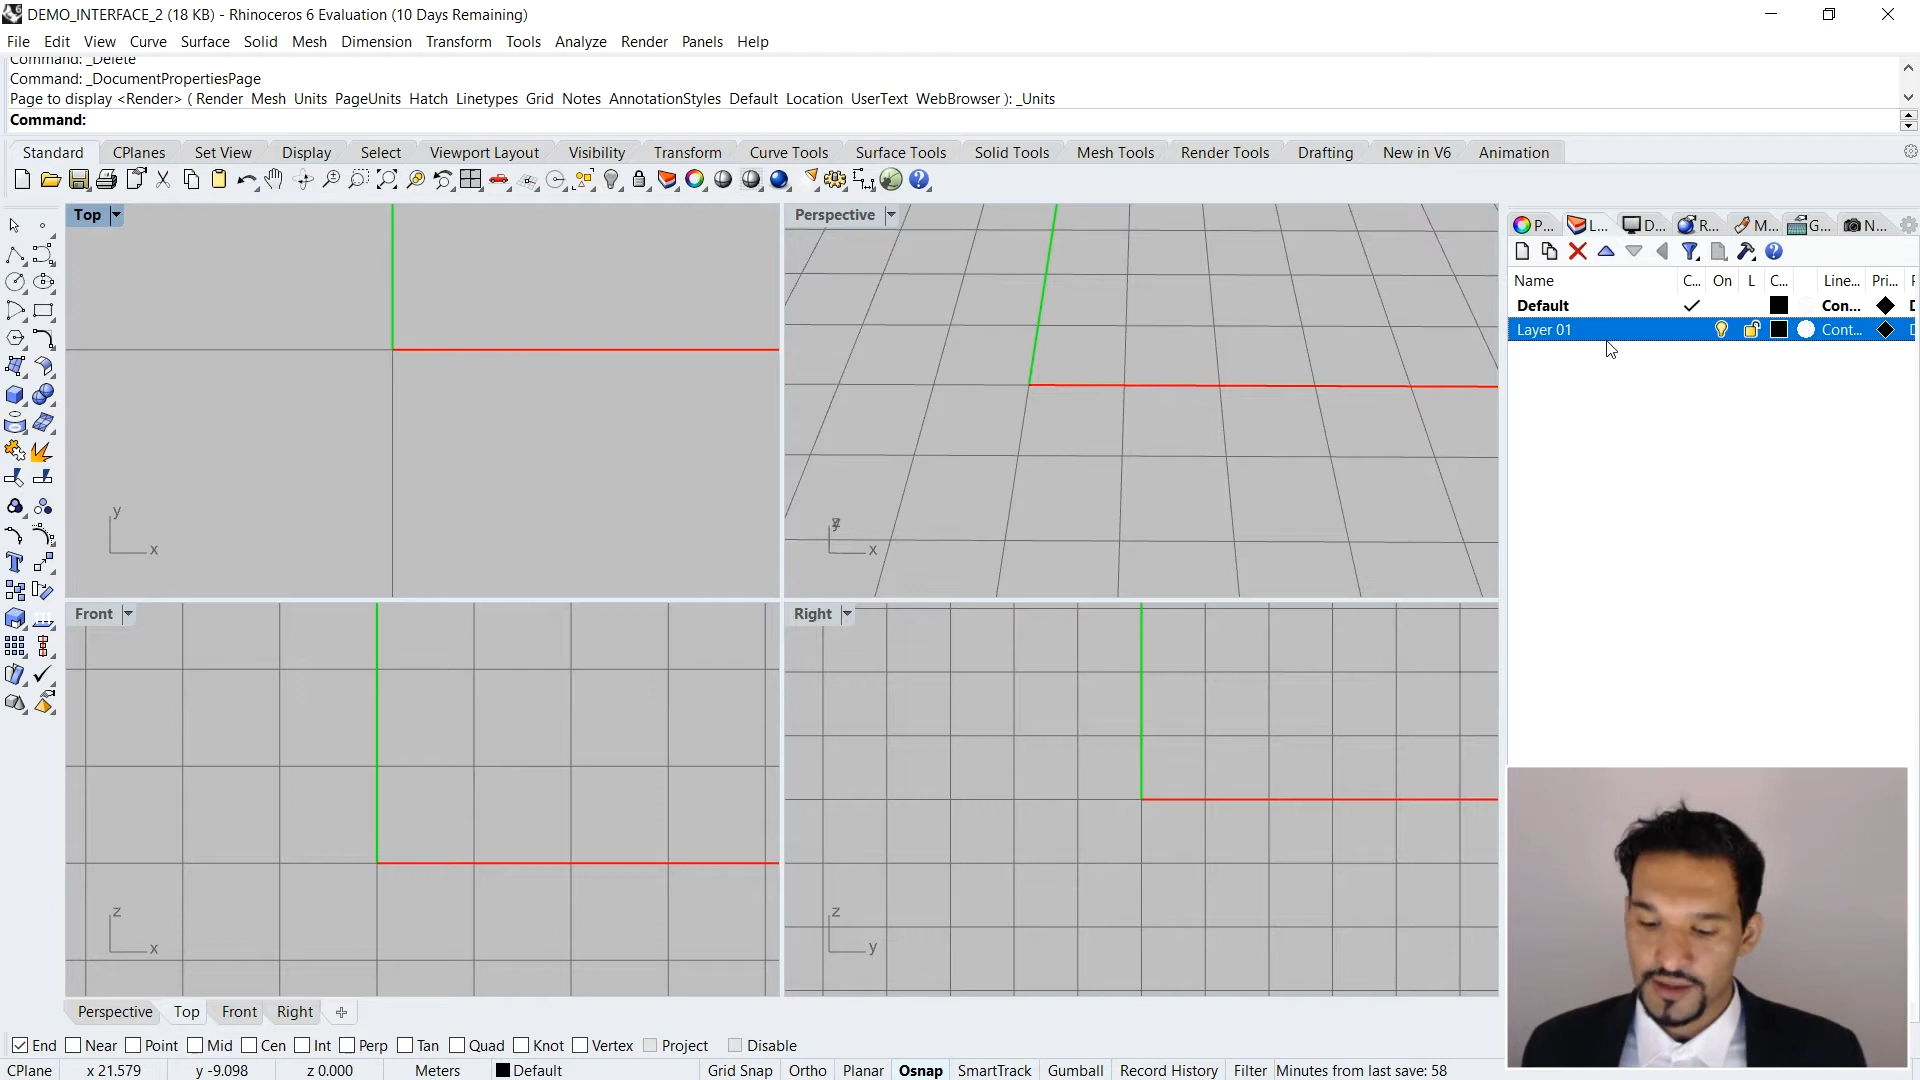 DEMO_INTERFACE_2 (18 KB) - Rhinoceros 6 Evaluation (10 Days Remaining)
File Edit View Curve Surface Solid Mesh Dimension Transform Tools Analyze Render Panels Help
Command: _Delete
Command: _DocumentPropertiesPage
Page to display <Render> ( Render Mesh Units PageUnits Hatch Linetypes Grid Notes AnnotationStyles Default Location UserText WebBrowser ): _Units
Command:
Standard CPlanes Set View Display Select Viewport Layout Visibility Transform Curve Tools Surface Tools Solid Tools Mesh Tools Render Tools Drafting New in V6 Animation
Top
Perspective
P... L... D... R... M... G... N...
Name C... On L C... Line... Pri...
Default Con...
Layer 01 Cont...
y
x
x
Front
Right
z
x
z
y
Perspective Top Front Right
End Near Point Mid Cen Int Perp Tan Quad Knot Vertex Project Disable
CPlane x 21.579 y -9.098 z 0.000 Meters Default Grid Snap Ortho Planar Osnap SmartTrack Gumball Record History Filter Minutes from last save: 58